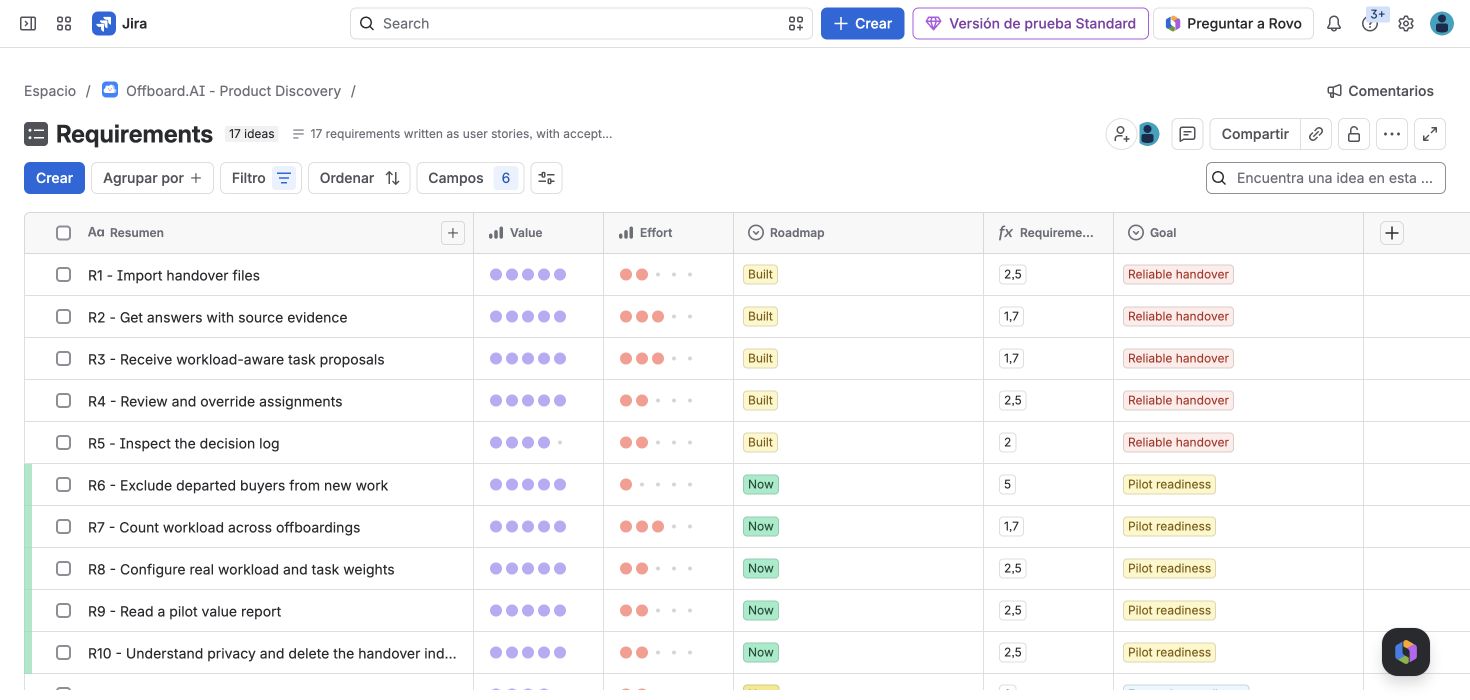 Jira
Search
Crear
Versión de prueba Standard
Preguntar a Rovo
3+
Espacio / Offboard.AI - Product Discovery /
Comentarios
Requirements
17 ideas
17 requirements written as user stories, with accept...
Compartir
Crear
Agrupar por
Filtro
Ordenar
Campos 6
Encuentra una idea en esta ...
Aa Resumen Value Effort Roadmap fx Requireme... Goal
R1 - Import handover files Built 2,5 Reliable handover
R2 - Get answers with source evidence Built 1,7 Reliable handover
R3 - Receive workload-aware task proposals Built 1,7 Reliable handover
R4 - Review and override assignments Built 2,5 Reliable handover
R5 - Inspect the decision log Built 2 Reliable handover
R6 - Exclude departed buyers from new work Now 5 Pilot readiness
R7 - Count workload across offboardings Now 1,7 Pilot readiness
R8 - Configure real workload and task weights Now 2,5 Pilot readiness
R9 - Read a pilot value report Now 2,5 Pilot readiness
R10 - Understand privacy and delete the handover ind... Now 2,5 Pilot readiness